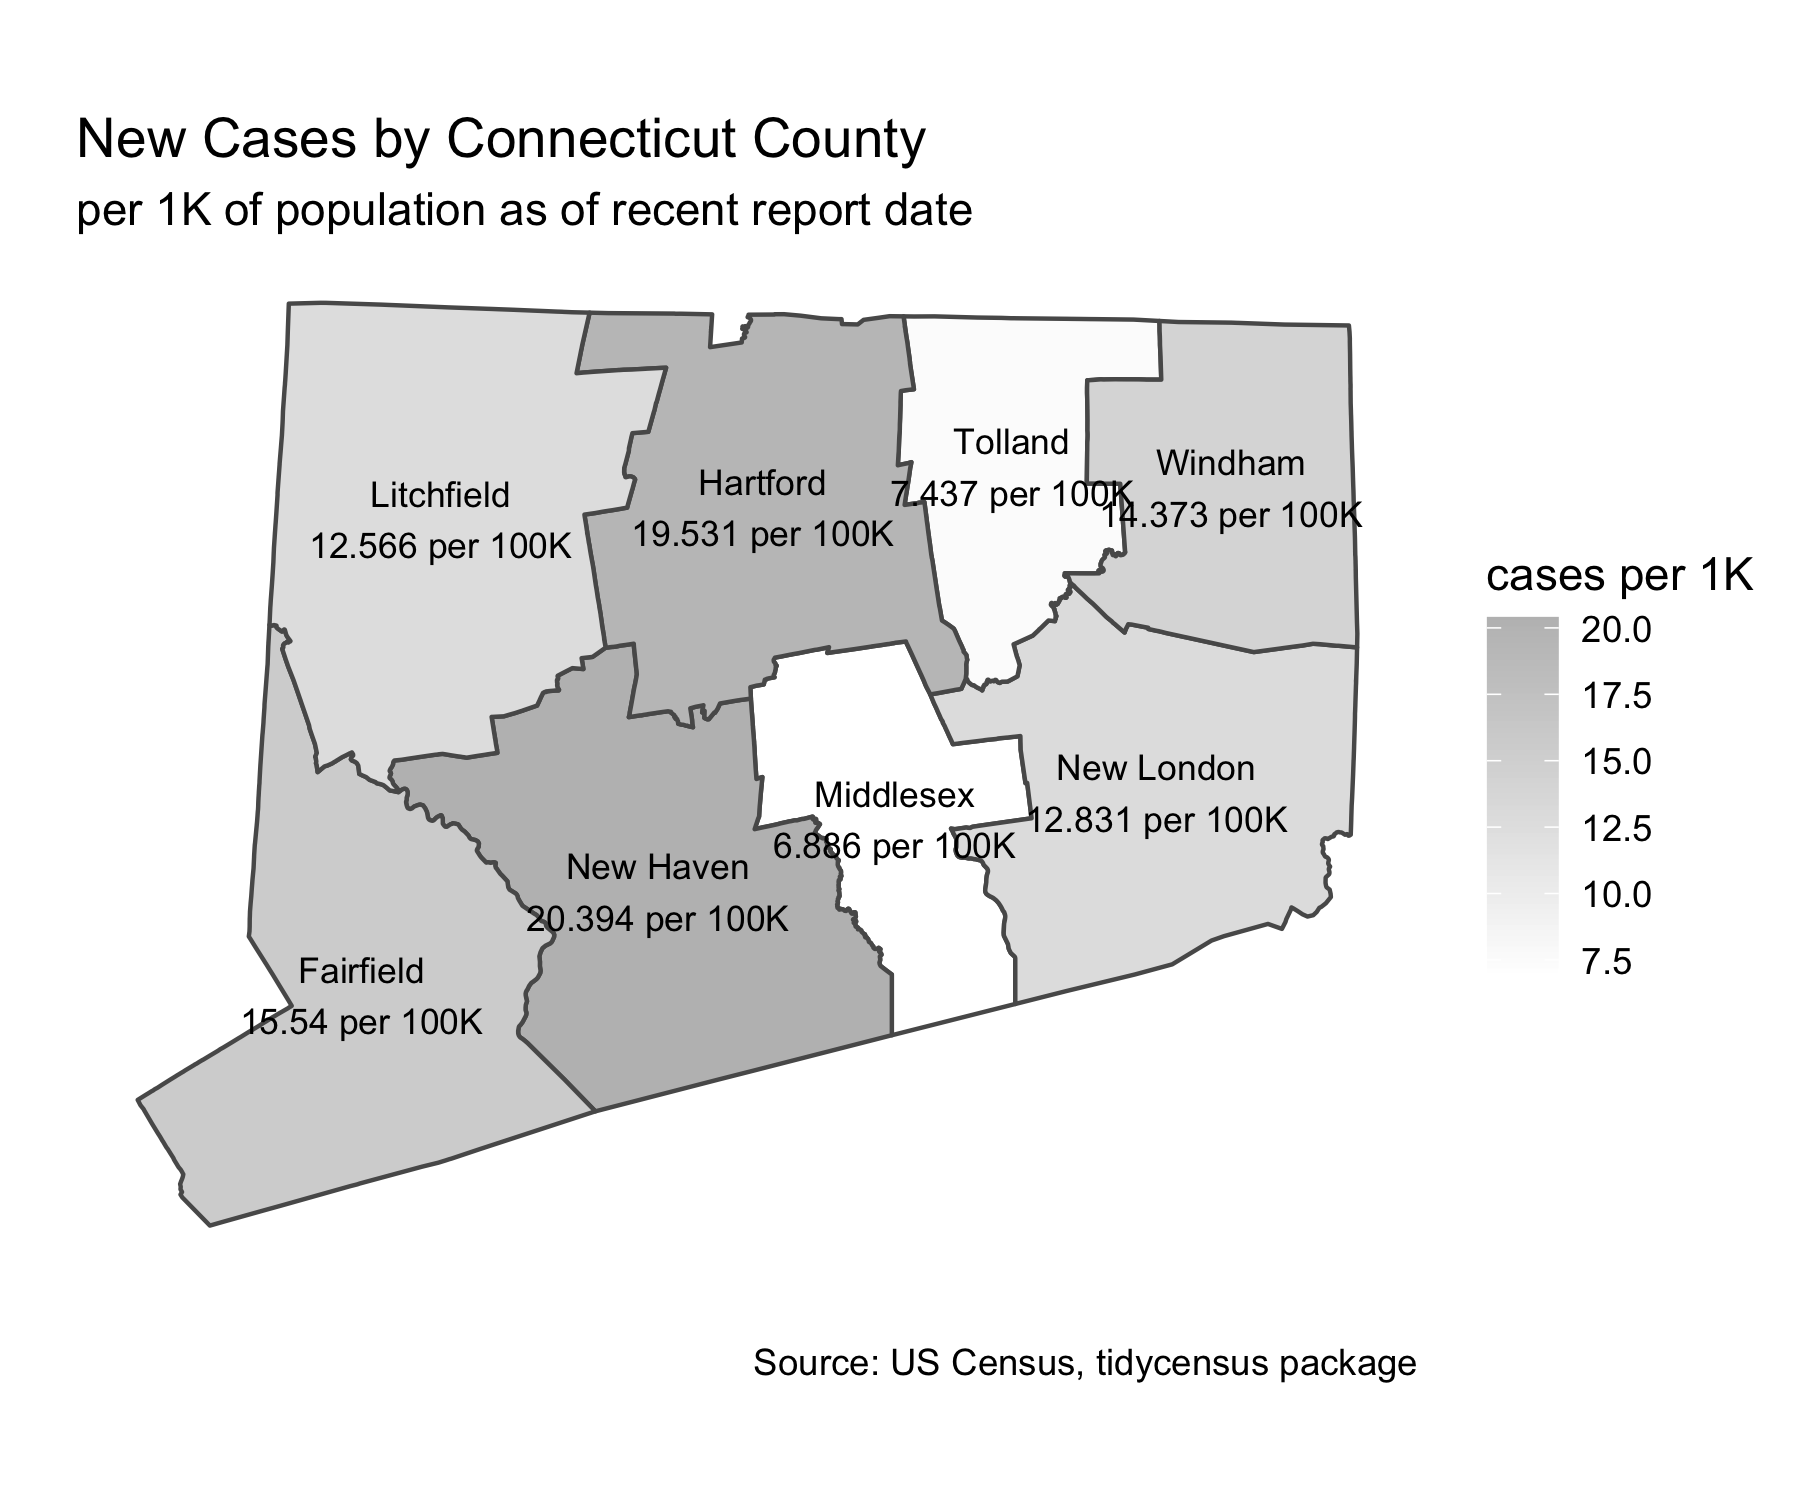 New Cases by Connecticut County
per 1K of population as of recent report date
Litchfield
12.566 per 100K
Hartford
19.531 per 100K
Tolland
7.437 per 100K
Windham
14.373 per 100K
New London
12.831 per 100K
Middlesex
6.886 per 100K
New Haven
20.394 per 100K
Fairfield
15.54 per 100K
cases per 1K
20.0
17.5
15.0
12.5
10.0
7.5
Source: US Census, tidycensus package